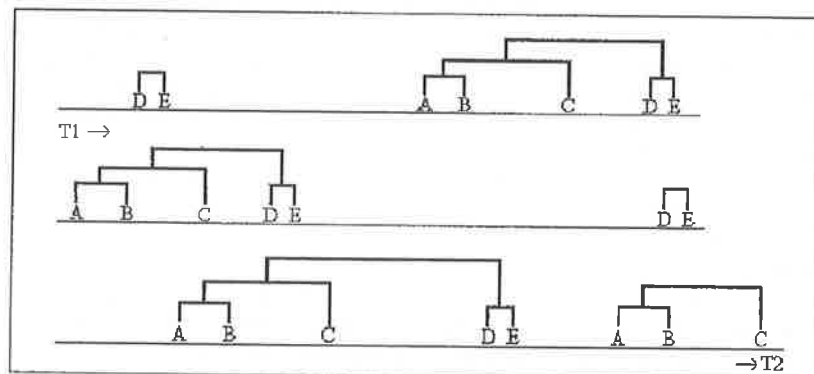 D E A B C D E
T1 →
A B C D E D E
A B C D E A B C
→ T2